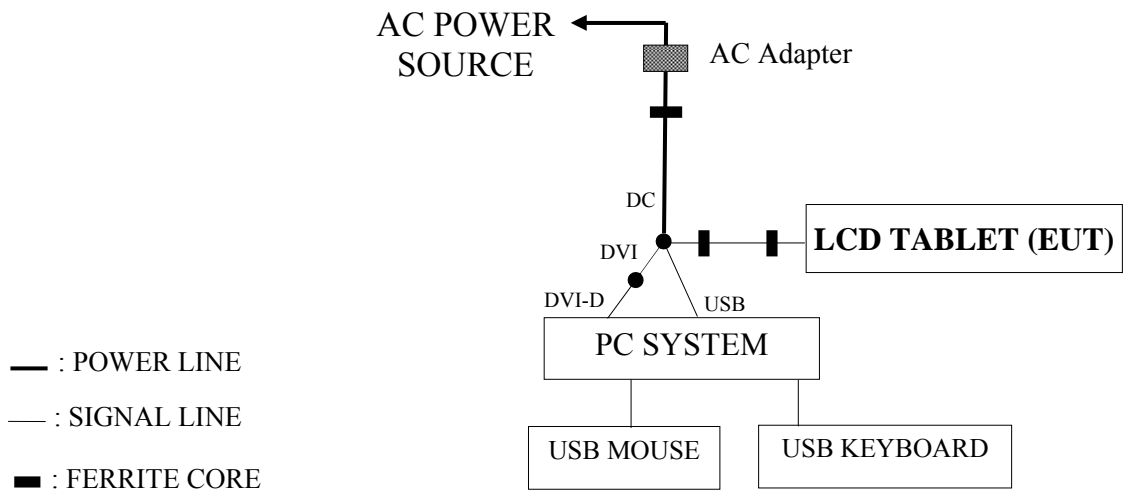 AC POWER
SOURCE
AC Adapter
DC
LCD TABLET (EUT)
DVI
DVI-D
USB
PC SYSTEM
: POWER LINE
: SIGNAL LINE
USB MOUSE
USB KEYBOARD
: FERRITE CORE